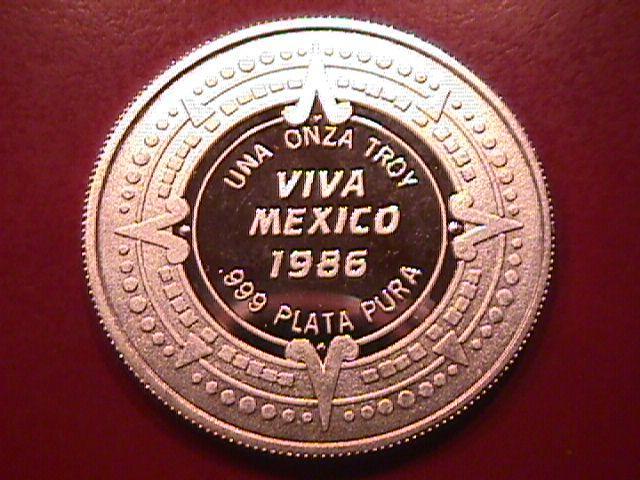 UNA ONZA TROY
VIVA
MEXICO
1986
.999 PLATA PURA